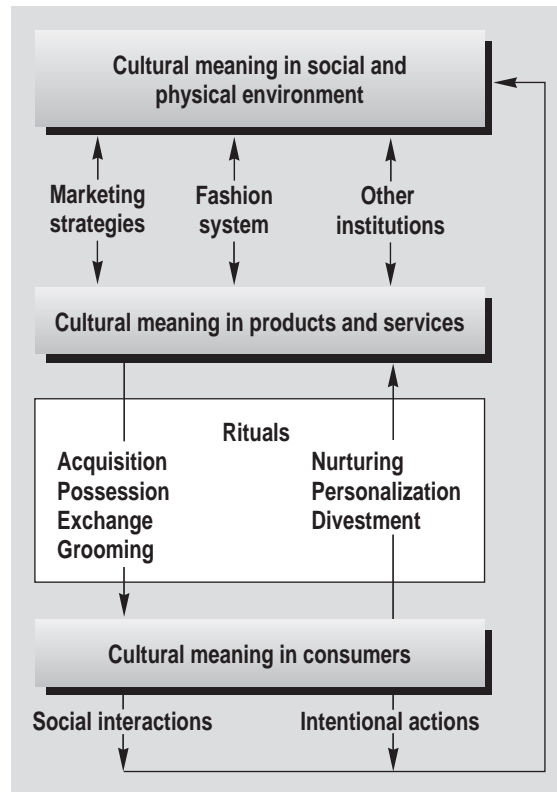 Cultural meaning in social and
physical environment
Marketing
strategies
Fashion
system
Other
institutions
Cultural meaning in products and services
Rituals
Acquisition
Possession
Exchange
Grooming
Nurturing
Personalization
Divestment
Cultural meaning in consumers
Social interactions
Intentional actions